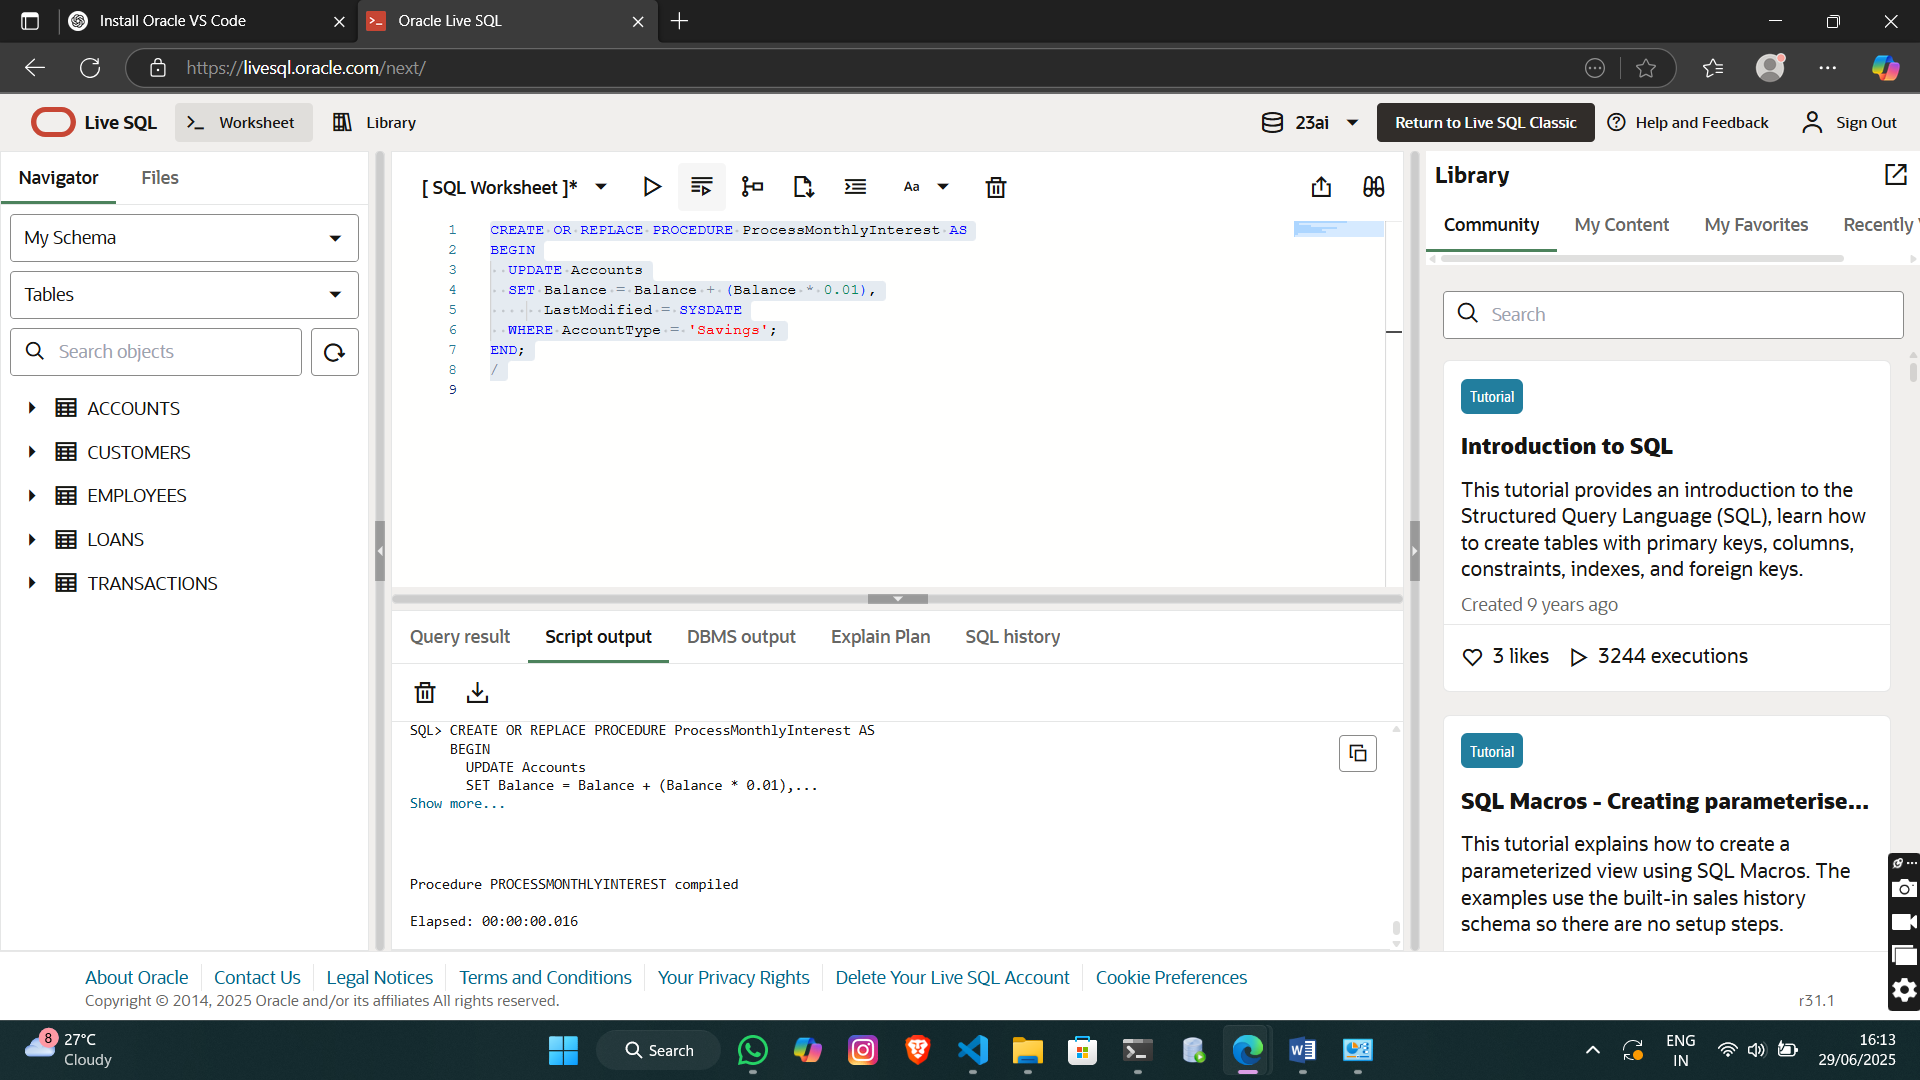 Install Oracle VS Code
Oracle Live SQL
https://livesql.oracle.com/next/
Live SQL
Worksheet
Library
23ai
Return to Live SQL Classic
Help and Feedback
Sign Out
Navigator
Files
My Schema
Tables
Search objects
ACCOUNTS
CUSTOMERS
EMPLOYEES
LOANS
TRANSACTIONS
[ SQL Worksheet ]*
Aa
1 CREATE OR REPLACE PROCEDURE ProcessMonthlyInterest AS
2 BEGIN
3 UPDATE Accounts
4 SET Balance = Balance + (Balance * 0.01),
5 LastModified = SYSDATE
6 WHERE AccountType = 'Savings';
7 END;
8 /
9
Query result
Script output
DBMS output
Explain Plan
SQL history
SQL> CREATE OR REPLACE PROCEDURE ProcessMonthlyInterest AS
BEGIN
UPDATE Accounts
SET Balance = Balance + (Balance * 0.01),...
Show more...
Procedure PROCESSMONTHLYINTEREST compiled
Elapsed: 00:00:00.016
Library
Community
My Content
My Favorites
Recently
Search
Tutorial
Introduction to SQL
This tutorial provides an introduction to the
Structured Query Language (SQL), learn how
to create tables with primary keys, columns,
constraints, indexes, and foreign keys.
Created 9 years ago
3 likes
3244 executions
Tutorial
SQL Macros - Creating parameterise...
This tutorial explains how to create a
parameterized view using SQL Macros. The
examples use the built-in sales history
schema so there are no setup steps.
About Oracle
Contact Us
Legal Notices
Terms and Conditions
Your Privacy Rights
Delete Your Live SQL Account
Cookie Preferences
Copyright © 2014, 2025 Oracle and/or its affiliates All rights reserved.
r31.1
8
27°C
Cloudy
Search
ENG
IN
16:13
29/06/2025